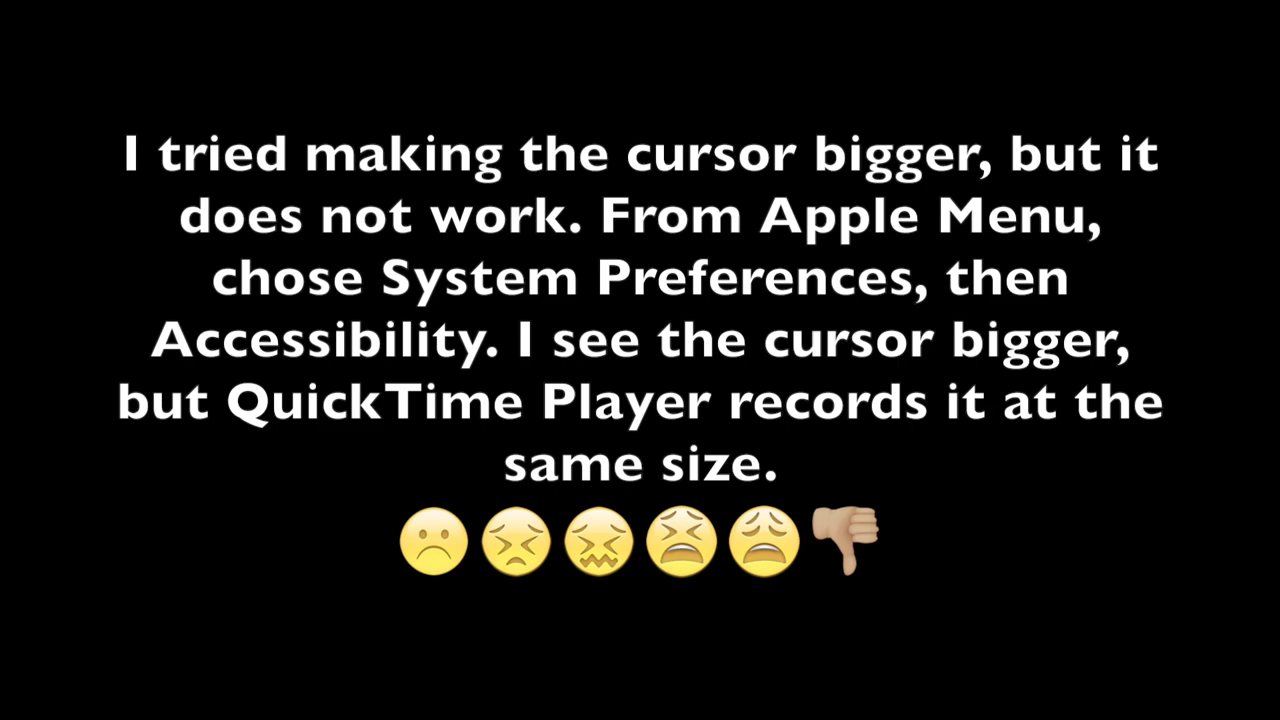 I tried making the cursor bigger, but it
does not work. From Apple Menu,
chose System Preferences, then
Accessibility. I see the cursor bigger,
but QuickTime Player records it at the
same size.
☹️😣😖😫😩👎🏼